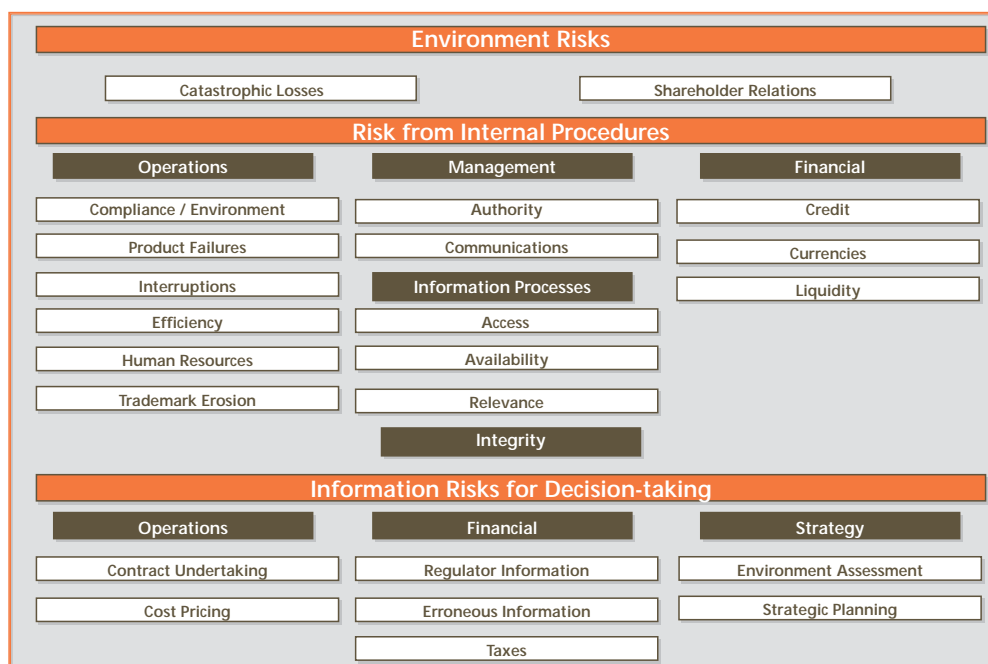 Environment Risks
Catastrophic Losses
Shareholder Relations
Risk from Internal Procedures
Operations
Management
Financial
Compliance / Environment
Authority
Credit
Product Failures
Communications
Currencies
Interruptions
Information Processes
Liquidity
Efficiency
Access
Human Resources
Availability
Trademark Erosion
Relevance
Integrity
Information Risks for Decision-taking
Operations
Financial
Strategy
Contract Undertaking
Regulator Information
Environment Assessment
Cost Pricing
Erroneous Information
Strategic Planning
Taxes